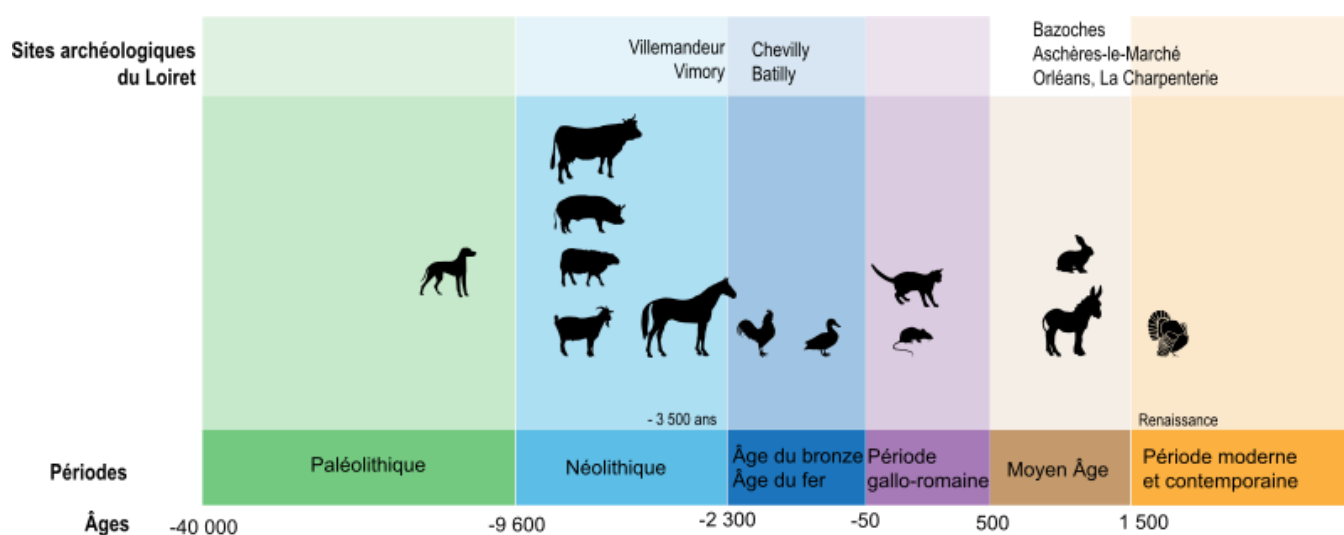 Sites archéologiques
du Loiret
Villemandeur
Vimory
Chevilly
Batilly
Bazoches
Aschères-le-Marché
Orléans, La Charpenterie
- 3 500 ans
Renaissance
Périodes
Paléolithique
Néolithique
Âge du bronze
Âge du fer
Période
gallo-romaine
Moyen Âge
Période moderne
et contemporaine
Âges
-40 000
-9 600
-2 300
-50
500
1 500